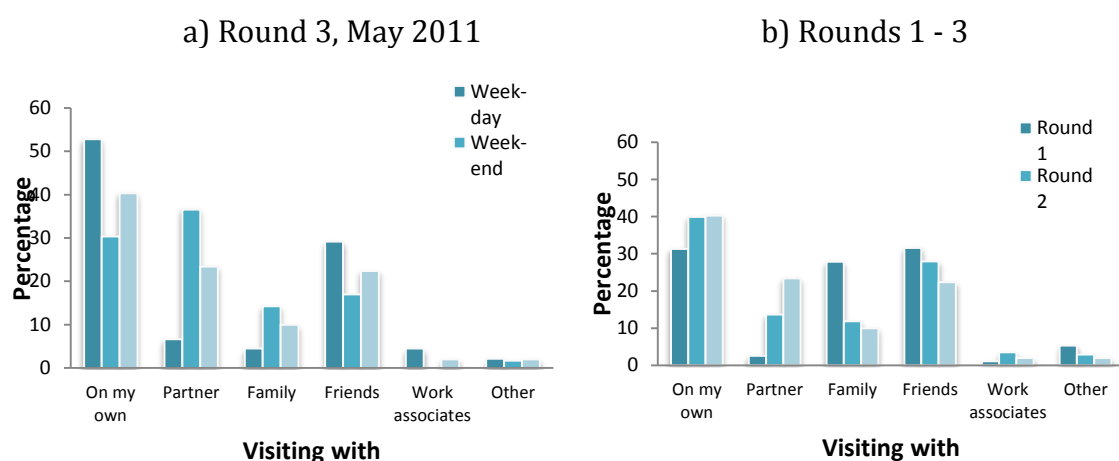 a) Round 3, May 2011
Week-
day
Week-
end
60
50
40
30
20
10
0
Percentage
On my
own
Partner
Family
Friends
Work
associates
Other
Visiting with
b) Rounds 1 - 3
Round
1
Round
2
60
50
40
30
20
10
0
Percentage
On my
own
Partner
Family
Friends
Work
associates
Other
Visiting with